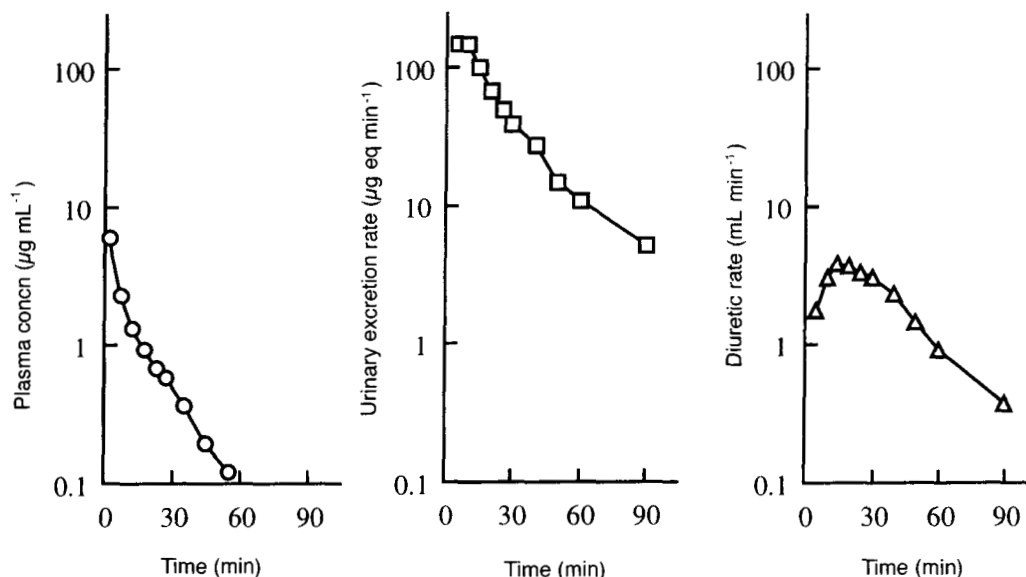 Plasma concn (µg mL⁻¹)
100
10
1
0.1
0 30 60 90
Time (min)
Urinary excretion rate (µg eq min⁻¹)
100
10
1
0.1
0 30 60 90
Time (min)
Diuretic rate (mL min⁻¹)
100
10
1
0.1
0 30 60 90
Time (min)